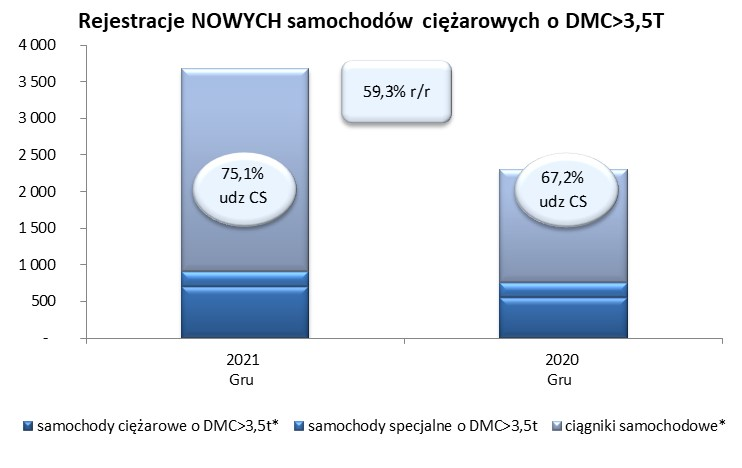 Rejestracje NOWYCH samochodów ciężarowych o DMC>3,5T
4 000
3 500
3 000
2 500
2 000
1 500
1 000
500
-
59,3% r/r
75,1%
udz CS
67,2%
udz CS
2021
Gru
2020
Gru
samochody ciężarowe o DMC>3,5t* samochody specjalne o DMC>3,5t ciągniki samochodowe*